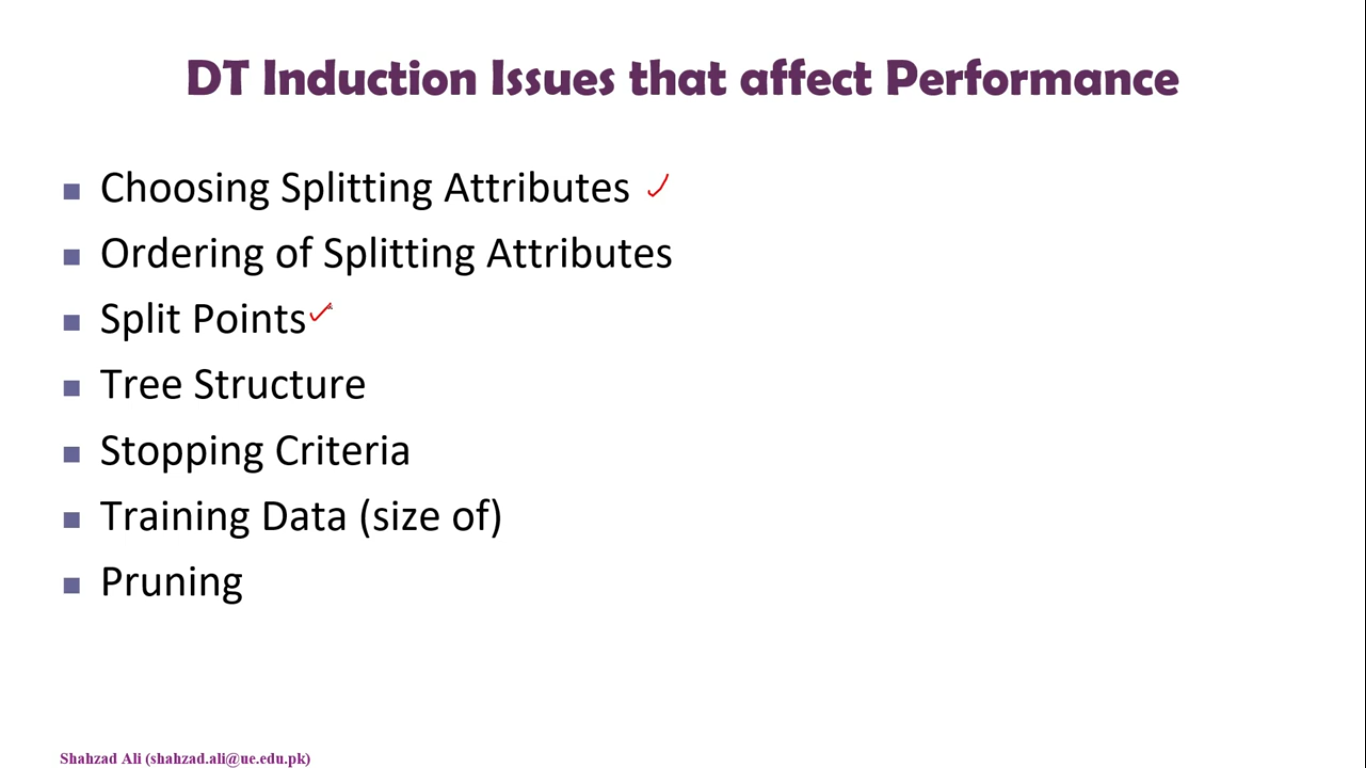 DT Induction Issues that affect Performance
Choosing Splitting Attributes
Ordering of Splitting Attributes
Split Points
Tree Structure
Stopping Criteria
Training Data (size of)
Pruning
Shahzad Ali (shahzad.ali@ue.edu.pk)